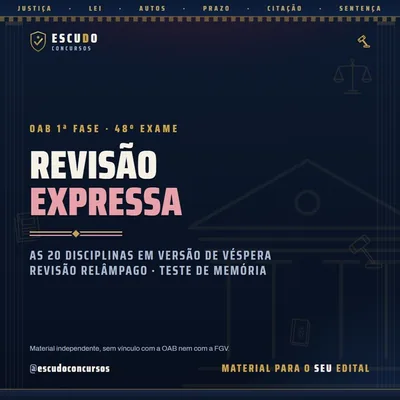 JUSTIÇA · LEI · AUTOS · PRAZO · CITAÇÃO · SENTENÇA
ESCUDO
CONCURSOS
OAB 1ª FASE · 48º EXAME
REVISÃO
EXPRESSA
AS 20 DISCIPLINAS EM VERSÃO DE VÉSPERA
REVISÃO RELÂMPAGO · TESTE DE MEMÓRIA
Material independente, sem vínculo com a OAB nem com a FGV
@escudoconcursos
MATERIAL PARA O SEU EDITAL